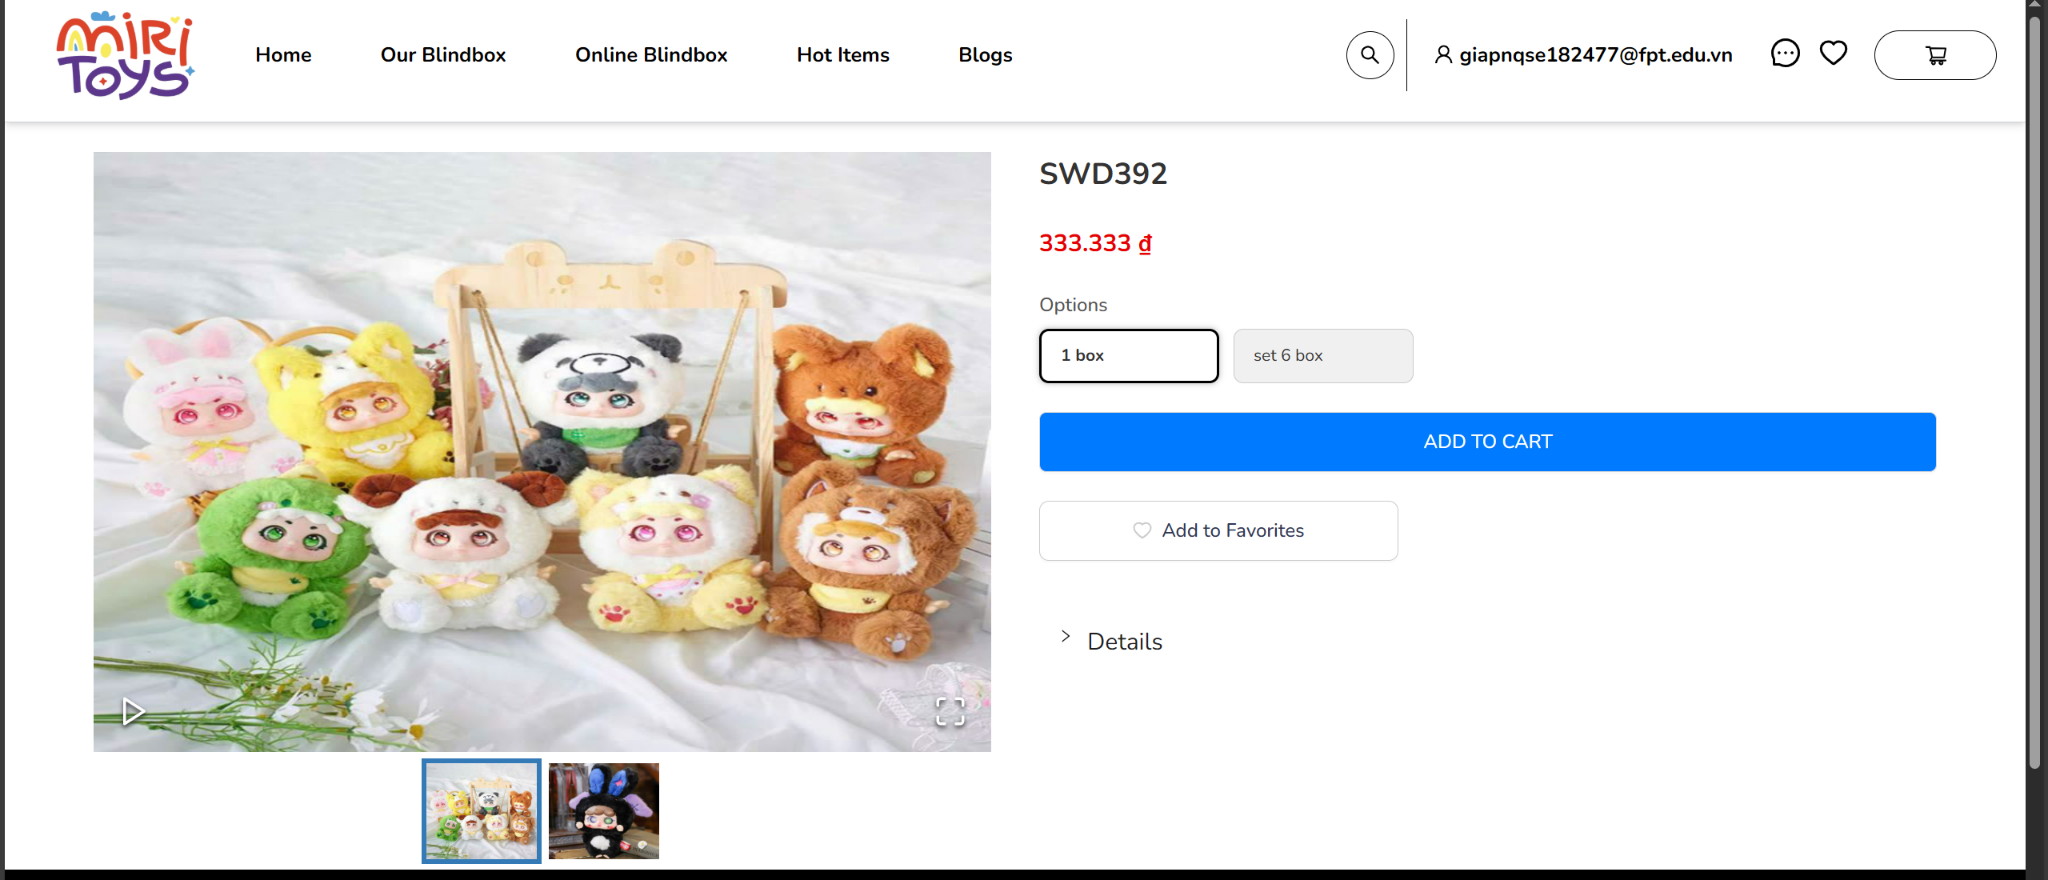 MIRI
TOYS
Home
Our Blindbox
Online Blindbox
Hot Items
Blogs
giapnqse182477@fpt.edu.vn
SWD392
333.333 ₫
Options
1 box
set 6 box
ADD TO CART
Add to Favorites
Details